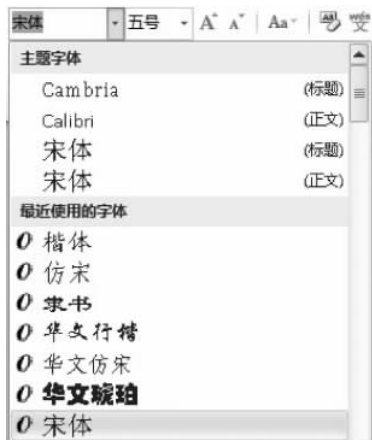 宋体 五号 A A Aa 变 wén
主题字体
Cambria (标题)
Calibri (正文)
宋体 (标题)
宋体 (正文)
最近使用的字体
O 楷体
O 仿宋
O 隶书
O 华文行楷
O 华文仿宋
O 华文琥珀
O 宋体